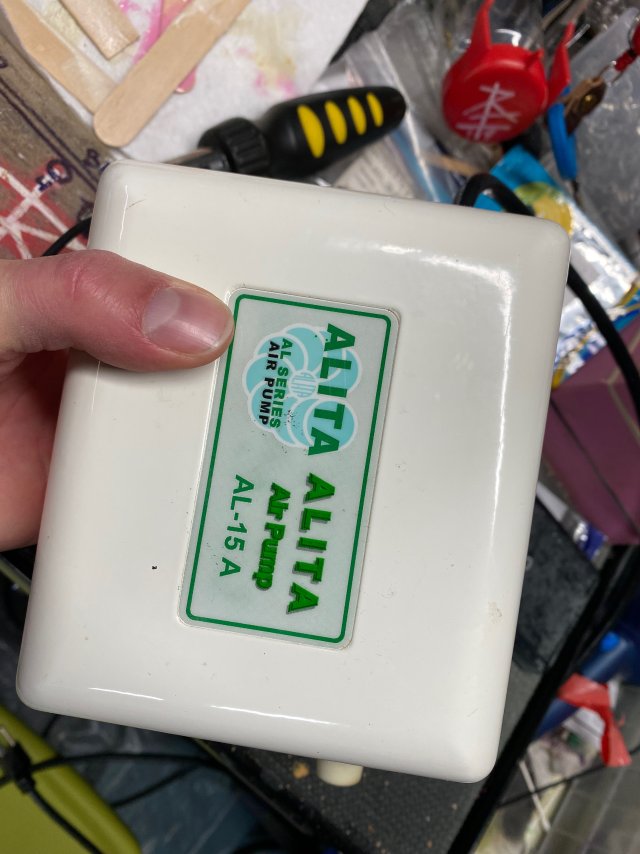 ALITA
AL SERIES
AIR PUMP
ALITA
Air Pump
AL-15 A